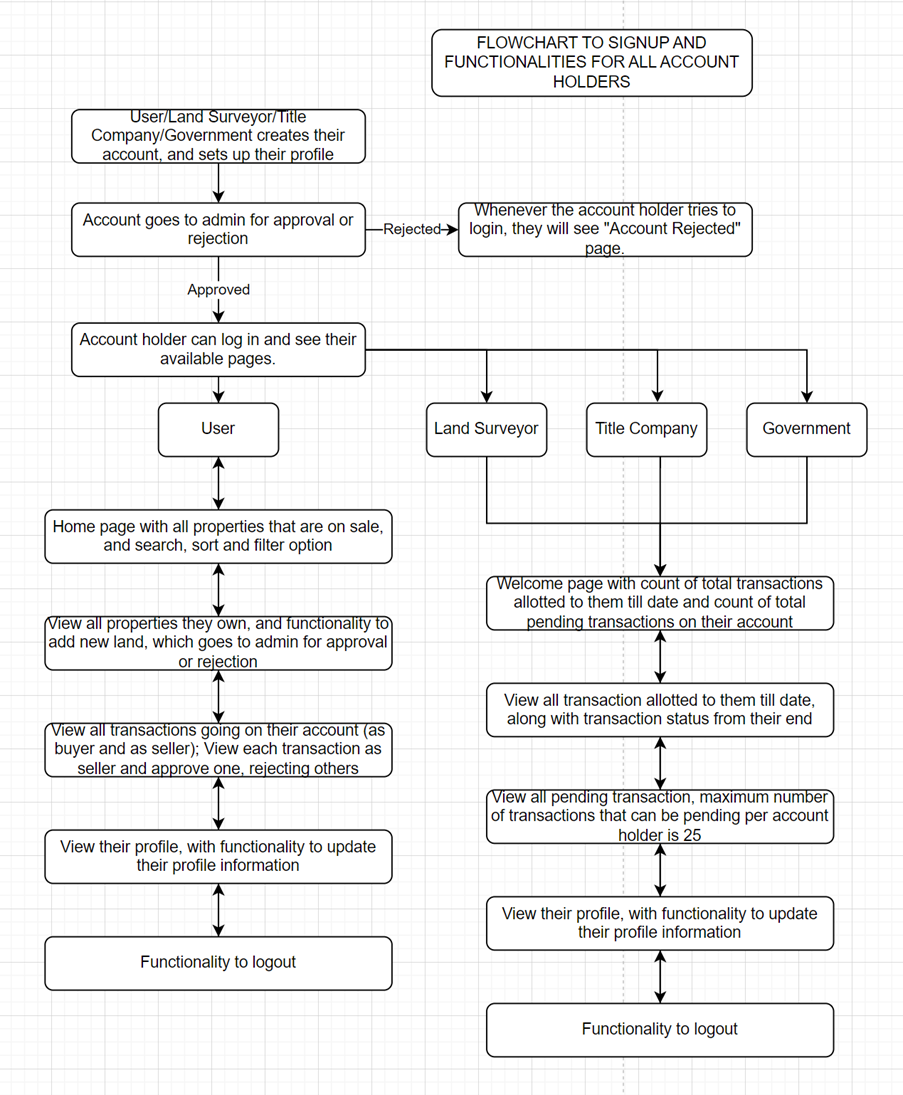 FLOWCHART TO SIGNUP AND
FUNCTIONALITIES FOR ALL ACCOUNT
HOLDERS
User/Land Surveyor/Title
Company/Government creates their
account, and sets up their profile
Account goes to admin for approval or
rejection
Rejected
Whenever the account holder tries to
login, they will see "Account Rejected"
page.
Approved
Account holder can log in and see their
available pages.
User
Land Surveyor
Title Company
Government
Home page with all properties that are on sale,
and search, sort and filter option
View all properties they own, and functionality to
add new land, which goes to admin for approval
or rejection
View all transactions going on their account (as
buyer and as seller); View each transaction as
seller and approve one, rejecting others
View their profile, with functionality to update
their profile information
Functionality to logout
Welcome page with count of total transactions
allotted to them till date and count of total
pending transactions on their account
View all transaction allotted to them till date,
along with transaction status from their end
View all pending transaction, maximum number
of transactions that can be pending per account
holder is 25
View their profile, with functionality to update
their profile information
Functionality to logout